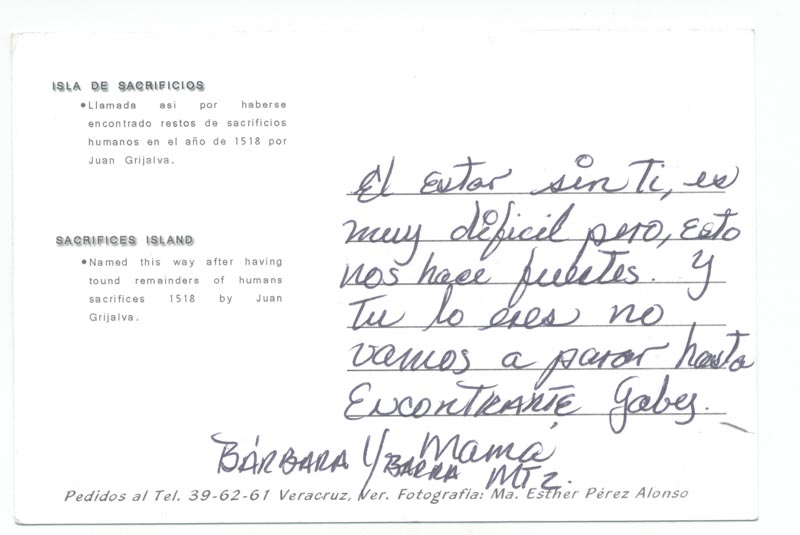 ISLA DE SACRIFICIOS
•Llamada asi por haberse
encontrado restos de sacrificios
humanos en el año de 1518 por
Juan Grijalva.
SACRIFICES ISLAND
•Named this way after having
tound remainders of humans
sacrifices 1518 by Juan
Grijalva.
El estar sin Ti, es
muy dificil pero, esto
nos hace fuertes. Y
Tu lo eres no
vamos a parar hasta
ENCONTRARTE Gaby.
Mamá
BÁRBARA YBARRA MTZ.
Pedidos al Tel. 39-62-61 Veracruz, Ver. Fotografía: Ma. Esther Pérez Alonso